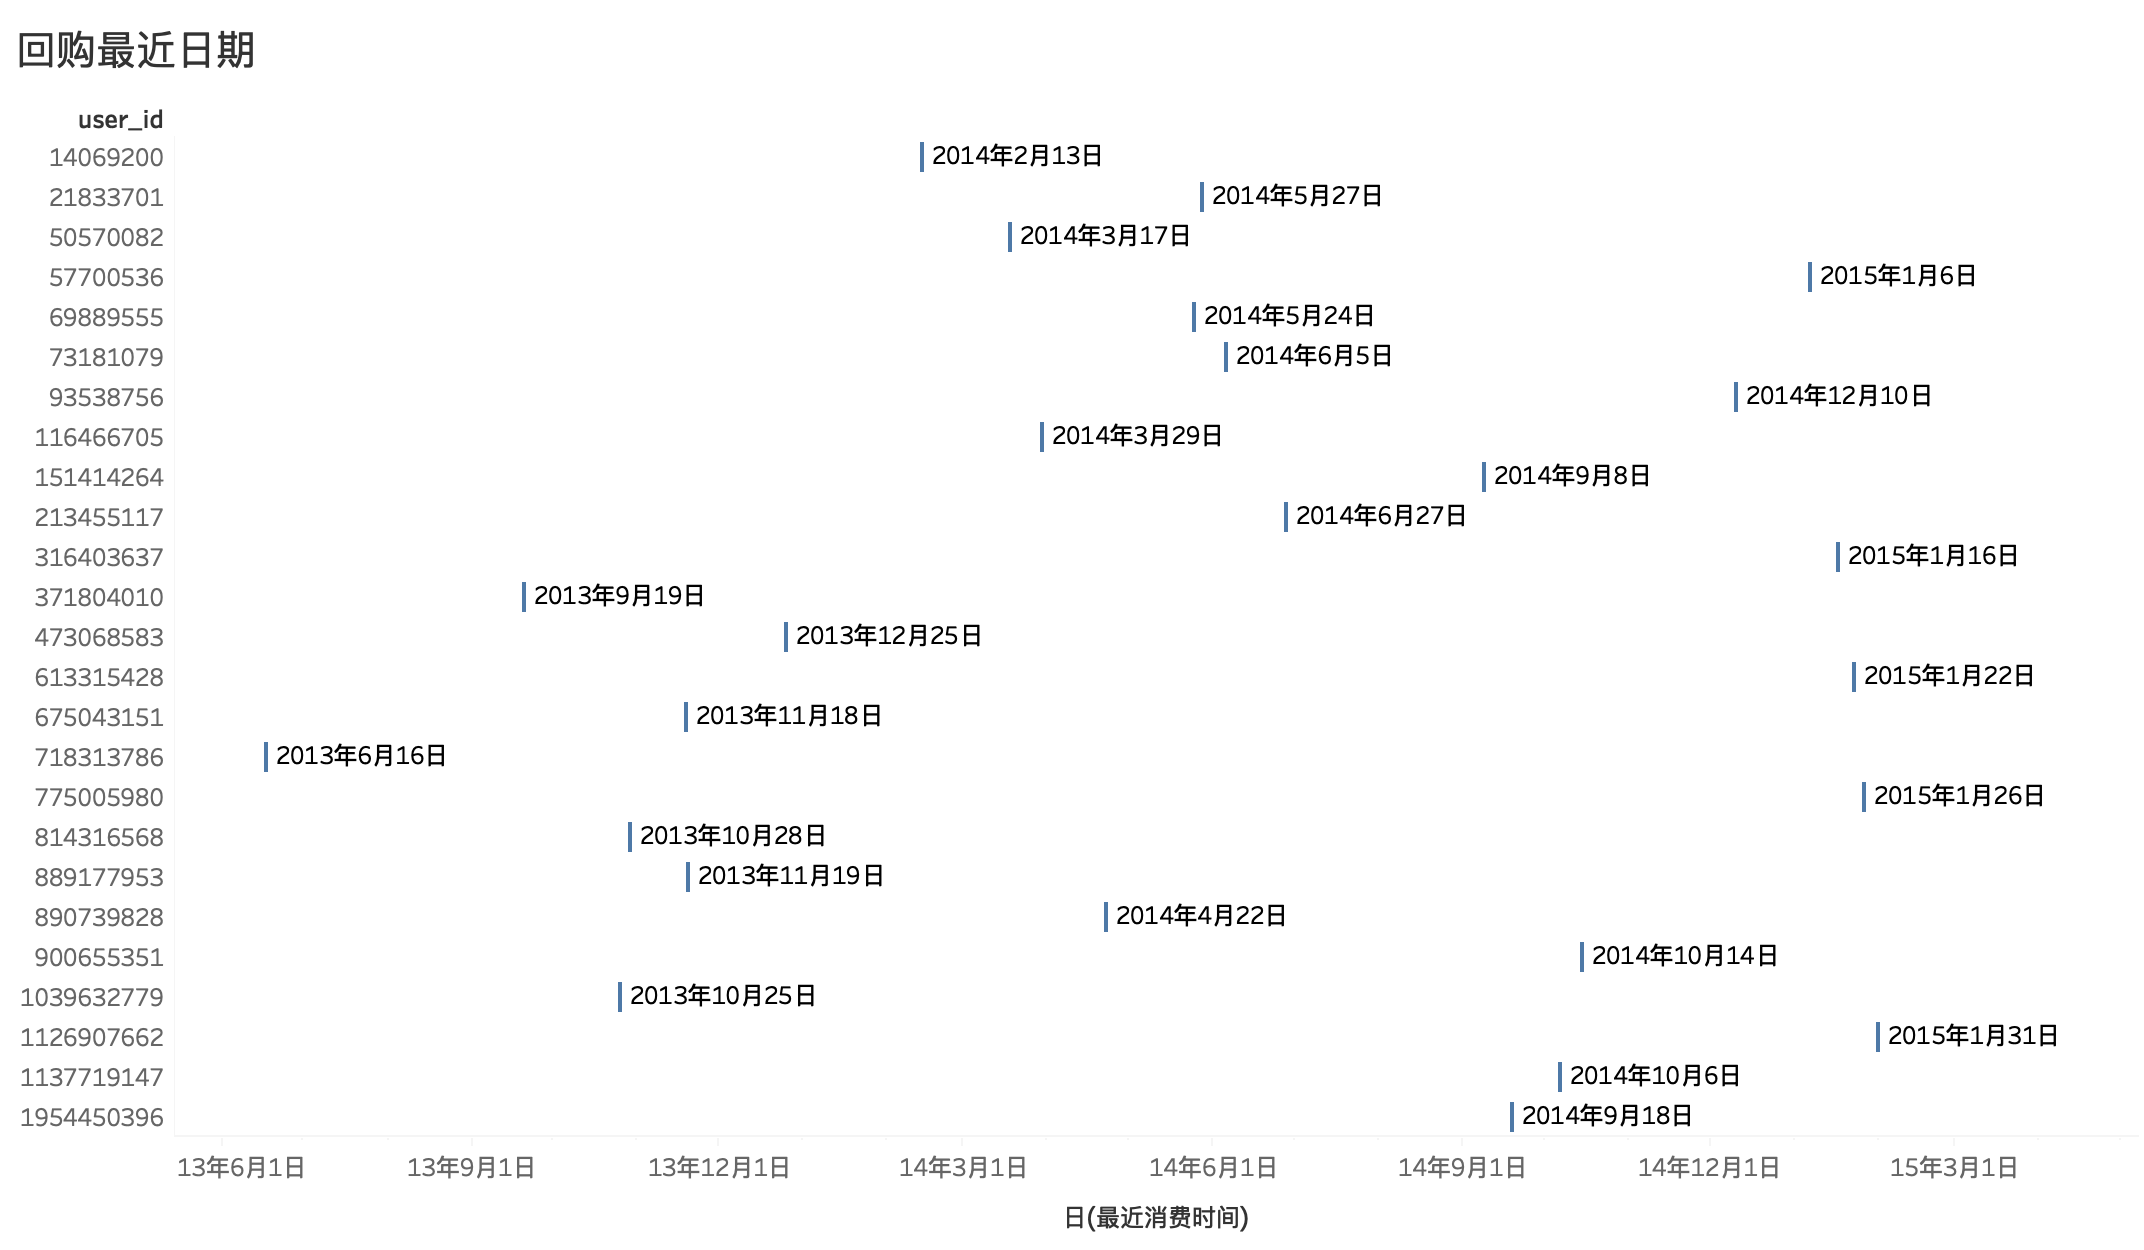 回购最近日期
user_id
14069200 2014年2月13日
21833701 2014年5月27日
50570082 2014年3月17日
57700536 2015年1月6日
69889555 2014年5月24日
73181079 2014年6月5日
93538756 2014年12月10日
116466705 2014年3月29日
151414264 2014年9月8日
213455117 2014年6月27日
316403637 2015年1月16日
371804010 2013年9月19日
473068583 2013年12月25日
613315428 2015年1月22日
675043151 2013年11月18日
718313786 2013年6月16日
775005980 2015年1月26日
814316568 2013年10月28日
889177953 2013年11月19日
890739828 2014年4月22日
900655351 2014年10月14日
1039632779 2013年10月25日
1126907662 2015年1月31日
1137719147 2014年10月6日
1954450396 2014年9月18日
13年6月1日 13年9月1日 13年12月1日 14年3月1日 14年6月1日 14年9月1日 14年12月1日 15年3月1日
日(最近消费时间)